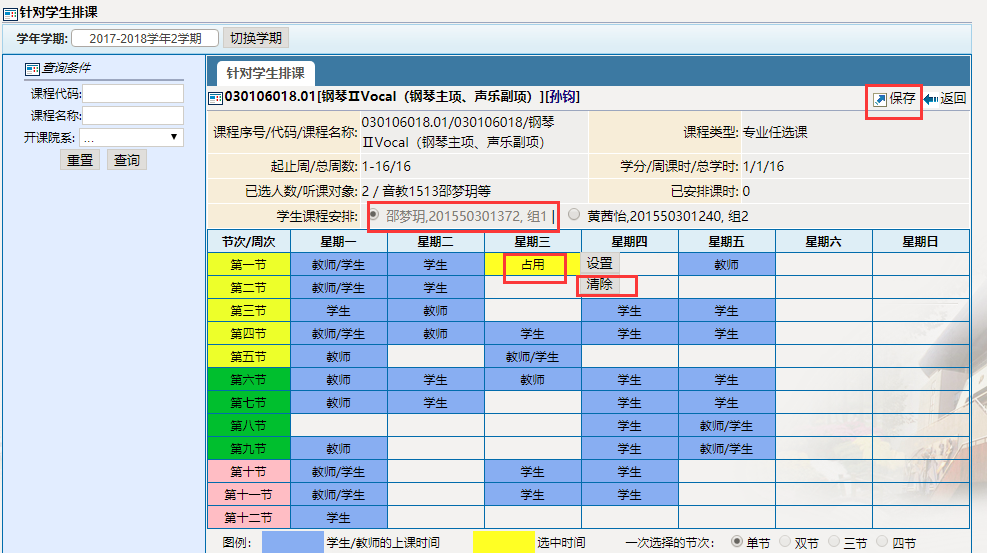 针对学生排课
学年学期: 2017-2018学年2学期 切换学期
查询条件
课程代码:
课程名称:
开课院系: ...
重置 查询
针对学生排课
030106018.01[钢琴ⅡVocal（钢琴主项、声乐副项）][孙钧] 保存 返回
课程序号/代码/课程名称: 030106018.01/030106018/钢琴
ⅡVocal（钢琴主项、声乐副项） 课程类型: 专业任选课
起止周/总周数: 1-16/16 学分/周课时/总学时: 1/1/16
已选人数/听课对象: 2 / 音教1513邵梦玥等 已安排课时: 0
学生课程安排: 邵梦玥,201550301372, 组1 | 黄茜怡,201550301240, 组2
节次/周次 星期一 星期二 星期三 星期四 星期五 星期六 星期日
第一节 教师/学生 学生 占用 设置 教师
第二节 教师/学生 学生 清除
第三节 学生 教师 学生 学生
第四节 教师/学生 教师 学生 学生 学生
第五节 教师 教师/学生
第六节 教师 学生 教师 学生 学生
第七节 教师 学生 学生 学生
第八节 学生 教师/学生
第九节 教师 学生 教师/学生
第十节 教师/学生 学生 学生
第十一节 教师/学生 学生 学生
第十二节 学生
图例: 学生/教师的上课时间 选中时间 一次选择的节次: 单节 双节 三节 四节